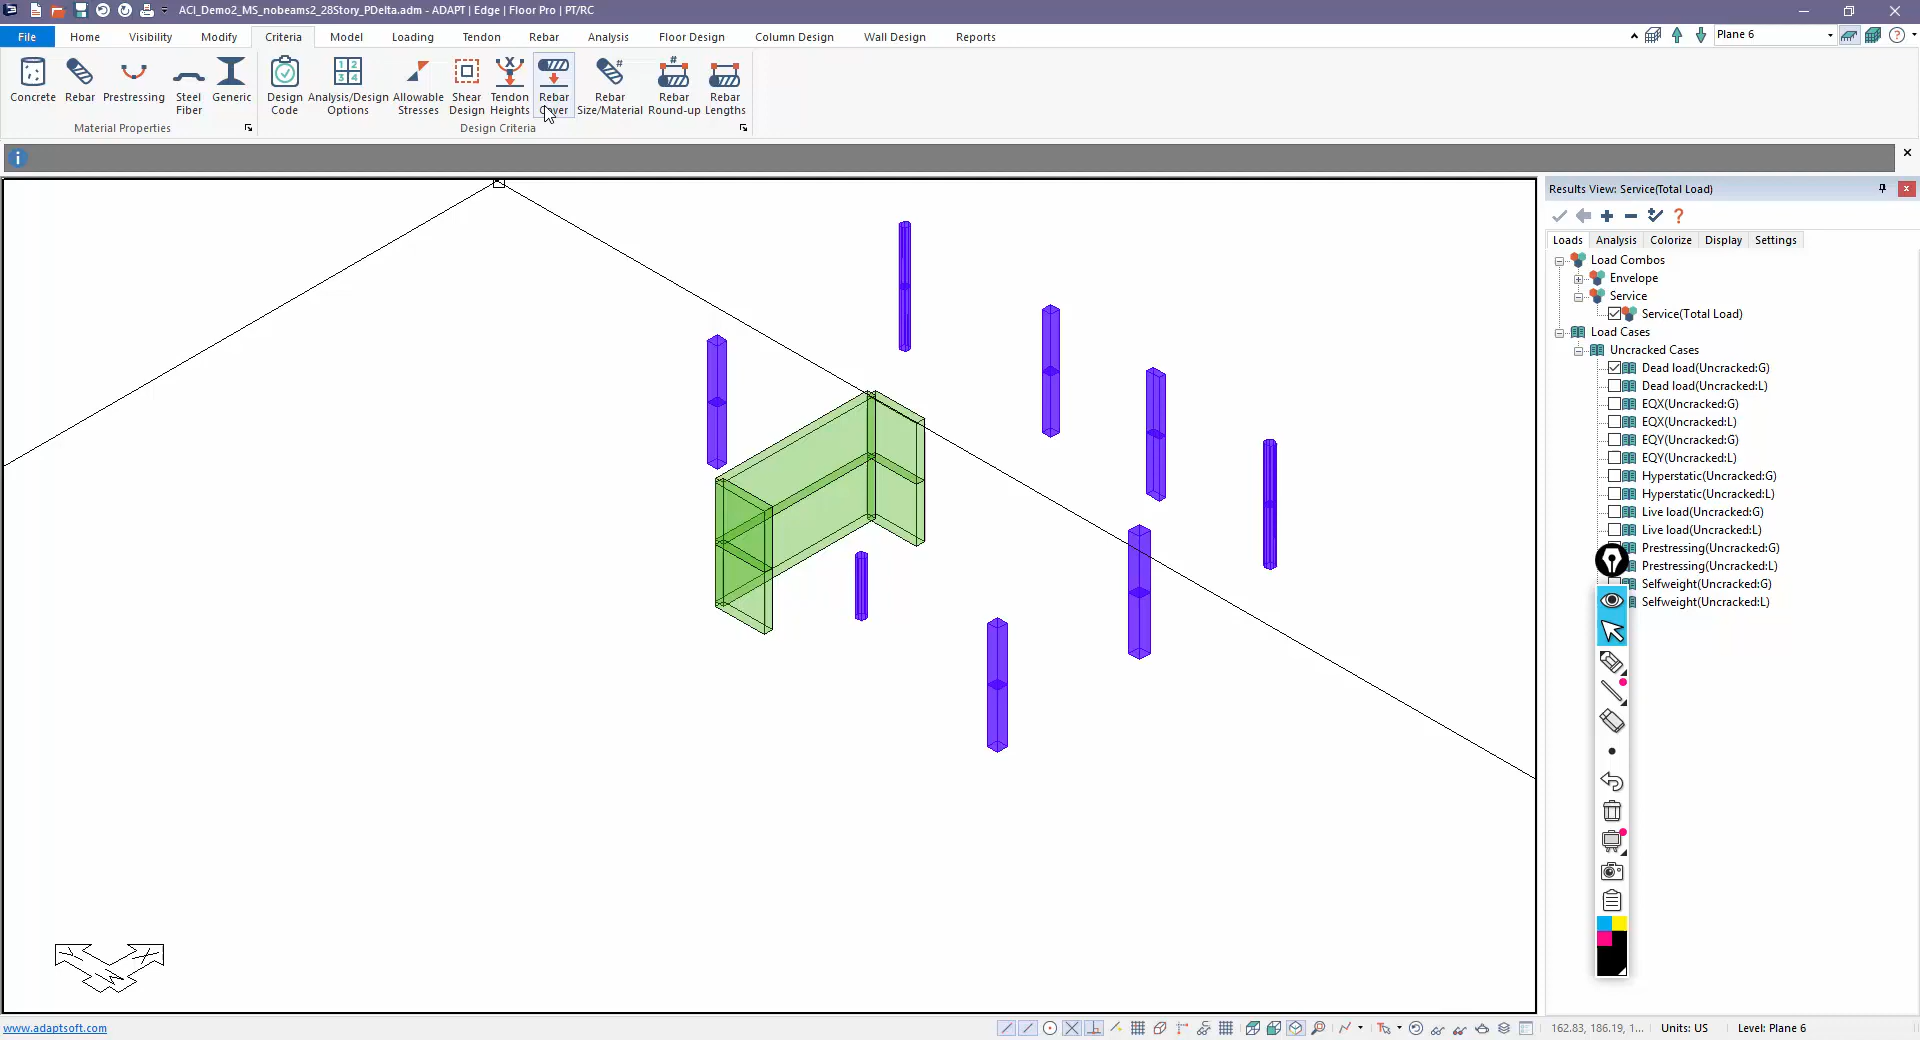 ACI_Demo2_MS_nobeams2_28Story_PDelta.adm - ADAPT | Edge | Floor Pro | PT/RC
File Home Visibility Modify Criteria Model Loading Tendon Rebar Analysis Floor Design Column Design Wall Design Reports Plane 6
Concrete Rebar Prestressing Steel Fiber Generic Design Code Analysis/Design Options Allowable Stresses Shear Design Tendon Heights Rebar Cover Rebar Size/Material Rebar Round-up Rebar Lengths
Material Properties Design Criteria
Results View: Service(Total Load)
Loads Analysis Colorize Display Settings
Load Combos
Envelope
Service
Service(Total Load)
Load Cases
Uncracked Cases
Dead load(Uncracked:G)
Dead load(Uncracked:L)
EQX(Uncracked:G)
EQX(Uncracked:L)
EQY(Uncracked:G)
EQY(Uncracked:L)
Hyperstatic(Uncracked:G)
Hyperstatic(Uncracked:L)
Live load(Uncracked:G)
Live load(Uncracked:L)
Prestressing(Uncracked:G)
Prestressing(Uncracked:L)
Selfweight(Uncracked:G)
Selfweight(Uncracked:L)
www.adaptsoft.com 162.83, 186.19, 1... Units: US Level: Plane 6